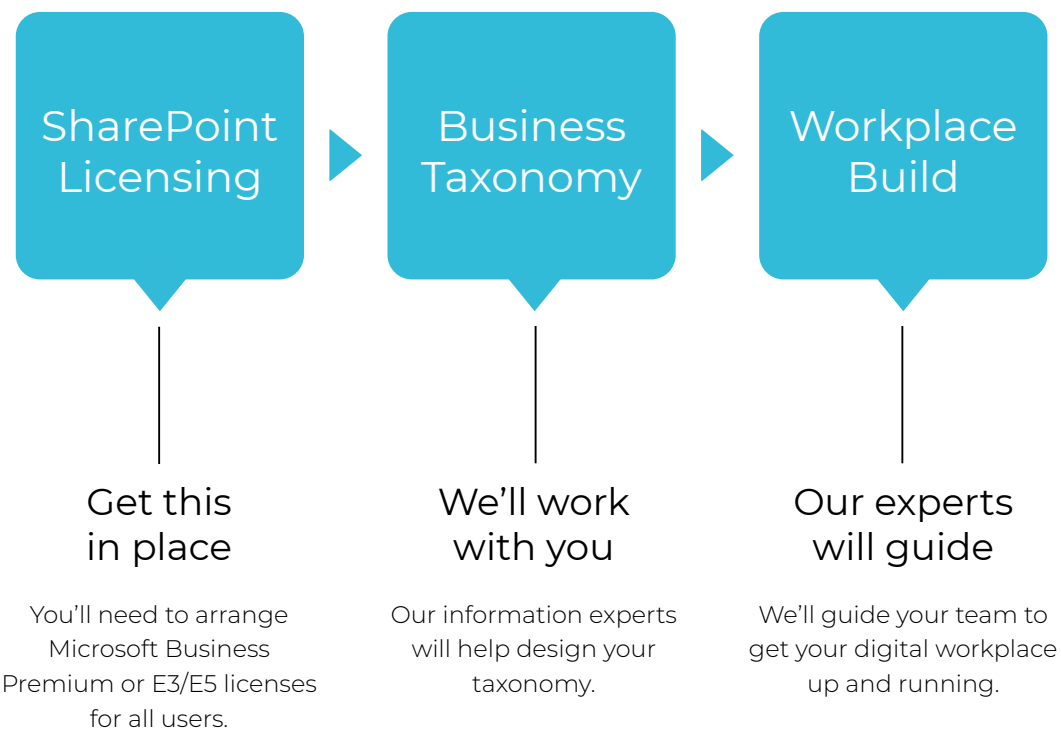 SharePoint
Licensing
Business
Taxonomy
Workplace
Build
Get this
in place
We’ll work
with you
Our experts
will guide
You’ll need to arrange
Microsoft Business
Premium or E3/E5 licenses
for all users.
Our information experts
will help design your
taxonomy.
We’ll guide your team to
get your digital workplace
up and running.